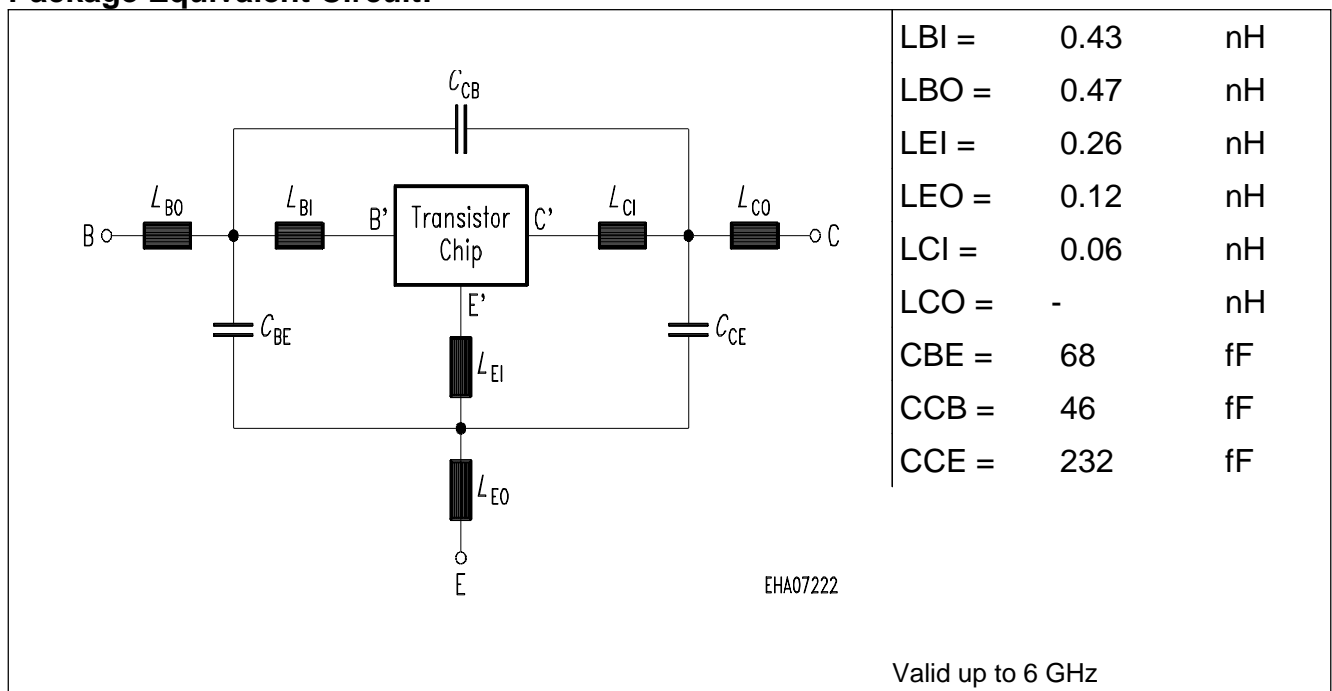 Package Equivalent Circuit:
C_CB
L_BO
L_BI
B'
Transistor
Chip
C'
L_CI
L_CO
B
C
E'
C_BE
C_CE
L_EI
L_EO
E
EHA07222
LBI = 0.43 nH
LBO = 0.47 nH
LEI = 0.26 nH
LEO = 0.12 nH
LCI = 0.06 nH
LCO = - nH
CBE = 68 fF
CCB = 46 fF
CCE = 232 fF
Valid up to 6 GHz